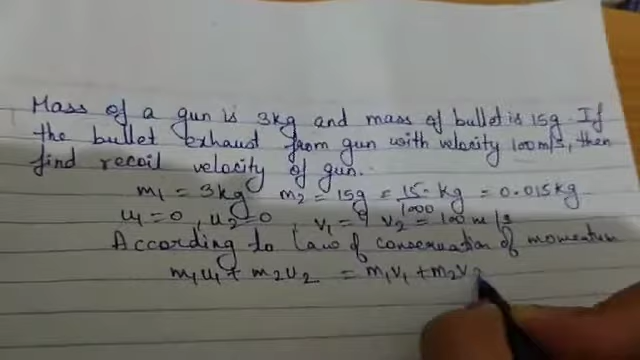 Mass of a gun is 3kg and mass of bullet is 15g. If
the bullet exhaust from gun with velocity 100m/s, then
find recoil velocity of gun.
m₁ = 3kg m₂ = 15g = 15/1000 kg = 0.015kg
u₁ = 0, u₂ = 0, v₁ = ? v₂ = 100 m/s
According to law of conservation of momentum
m₁u₁ + m₂u₂ = m₁v₁ + m₂v₂